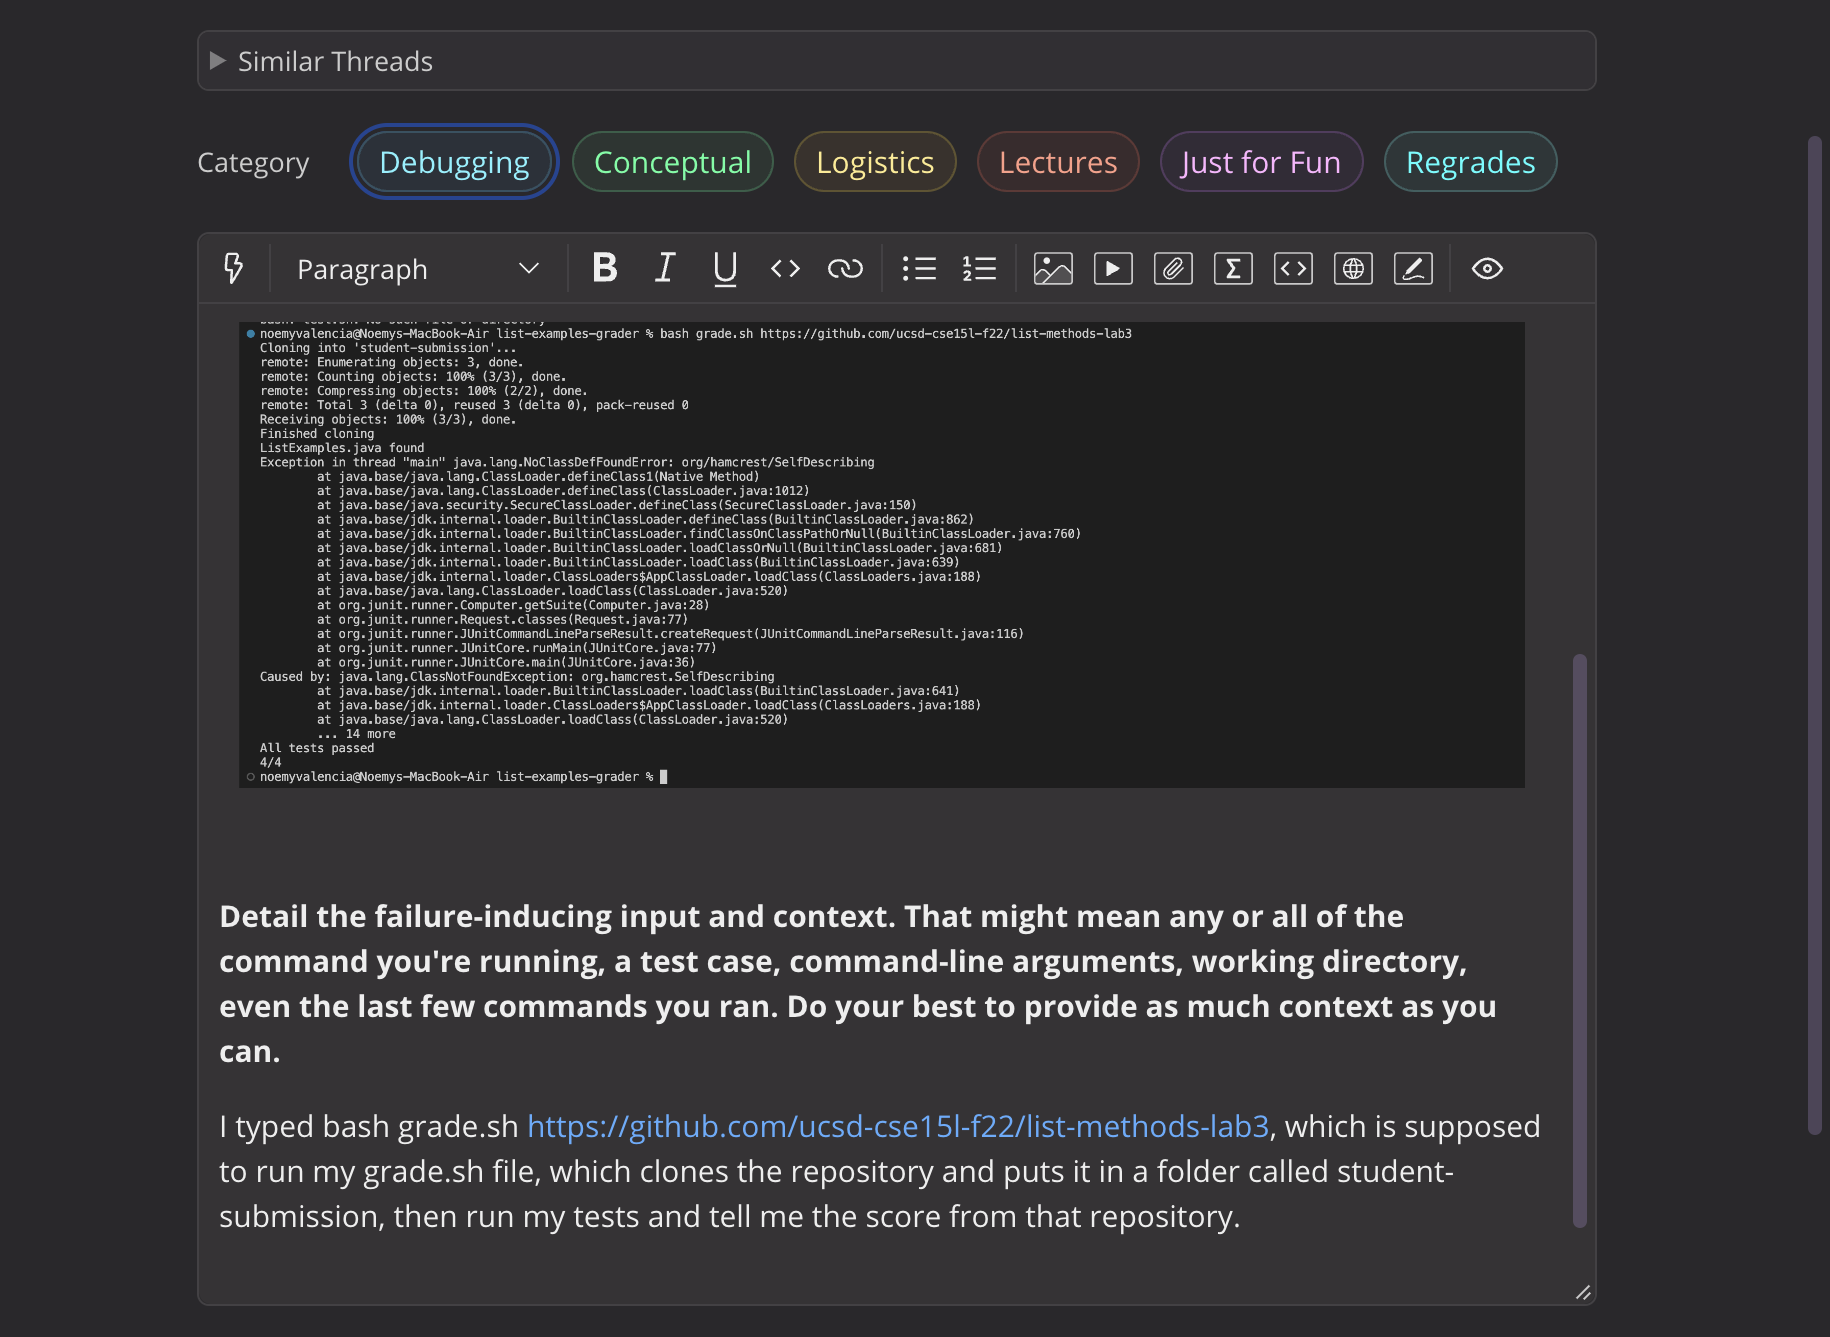 Similar Threads
Category Debugging Conceptual Logistics Lectures Just for Fun Regrades
Paragraph
noemyvalencia@Noemys-MacBook-Air list-examples-grader % bash grade.sh https://github.com/ucsd-cse15l-f22/list-methods-lab3
Cloning into 'student-submission'...
remote: Enumerating objects: 3, done.
remote: Counting objects: 100% (3/3), done.
remote: Compressing objects: 100% (2/2), done.
remote: Total 3 (delta 0), reused 3 (delta 0), pack-reused 0
Receiving objects: 100% (3/3), done.
Finished cloning
ListExamples.java found
Exception in thread "main" java.lang.NoClassDefFoundError: org/hamcrest/SelfDescribing
at java.base/java.lang.ClassLoader.defineClass1(Native Method)
at java.base/java.lang.ClassLoader.defineClass(ClassLoader.java:1012)
at java.base/java.security.SecureClassLoader.defineClass(SecureClassLoader.java:150)
at java.base/jdk.internal.loader.BuiltinClassLoader.defineClass(BuiltinClassLoader.java:862)
at java.base/jdk.internal.loader.BuiltinClassLoader.findClassOnClassPathOrNull(BuiltinClassLoader.java:760)
at java.base/jdk.internal.loader.BuiltinClassLoader.loadClassOrNull(BuiltinClassLoader.java:681)
at java.base/jdk.internal.loader.BuiltinClassLoader.loadClass(BuiltinClassLoader.java:639)
at java.base/jdk.internal.loader.ClassLoaders$AppClassLoader.loadClass(ClassLoaders.java:188)
at java.base/java.lang.ClassLoader.loadClass(ClassLoader.java:520)
at org.junit.runner.Computer.getSuite(Computer.java:28)
at org.junit.runner.Request.classes(Request.java:77)
at org.junit.runner.JUnitCommandLineParseResult.createRequest(JUnitCommandLineParseResult.java:116)
at org.junit.runner.JUnitCore.runMain(JUnitCore.java:77)
at org.junit.runner.JUnitCore.main(JUnitCore.java:36)
Caused by: java.lang.ClassNotFoundException: org.hamcrest.SelfDescribing
at java.base/jdk.internal.loader.BuiltinClassLoader.loadClass(BuiltinClassLoader.java:641)
at java.base/jdk.internal.loader.ClassLoaders$AppClassLoader.loadClass(ClassLoaders.java:188)
at java.base/java.lang.ClassLoader.loadClass(ClassLoader.java:520)
... 14 more
All tests passed
4/4
noemyvalencia@Noemys-MacBook-Air list-examples-grader %
Detail the failure-inducing input and context. That might mean any or all of the
command you're running, a test case, command-line arguments, working directory,
even the last few commands you ran. Do your best to provide as much context as you
can.
I typed bash grade.sh https://github.com/ucsd-cse15l-f22/list-methods-lab3, which is supposed
to run my grade.sh file, which clones the repository and puts it in a folder called student-
submission, then run my tests and tell me the score from that repository.